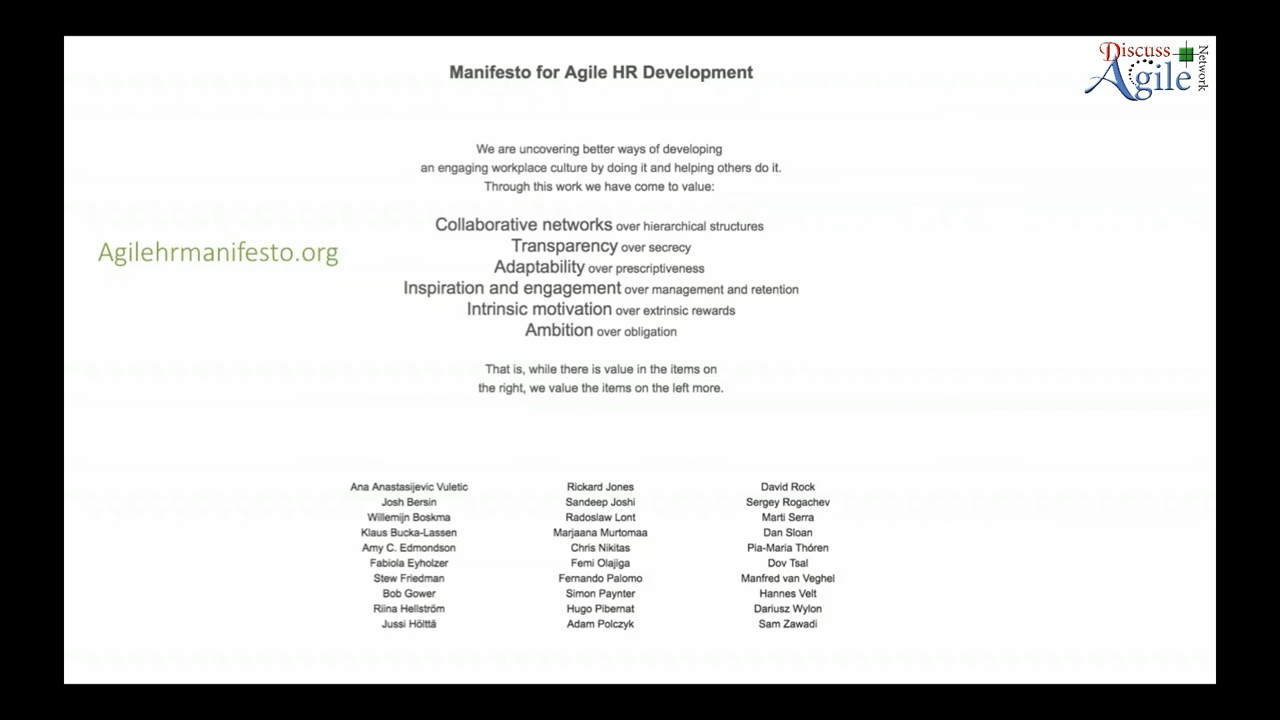 Discuss
Agile
Network
Manifesto for Agile HR Development
We are uncovering better ways of developing
an engaging workplace culture by doing it and helping others do it.
Through this work we have come to value:
Collaborative networks over hierarchical structures
Transparency over secrecy
Adaptability over prescriptiveness
Inspiration and engagement over management and retention
Intrinsic motivation over extrinsic rewards
Ambition over obligation
Agilehrmanifesto.org
That is, while there is value in the items on
the right, we value the items on the left more.
Ana Anastasijevic Vuletic
Josh Bersin
Willemijn Boskma
Klaus Bucka-Lassen
Amy C. Edmondson
Fabiola Eyholzer
Stew Friedman
Bob Gower
Riina Hellström
Jussi Hölttä
Rickard Jones
Sandeep Joshi
Radoslaw Lont
Marjaana Murtomaa
Chris Nikitas
Femi Olajiga
Fernando Palomo
Simon Paynter
Hugo Pibernat
Adam Polczyk
David Rock
Sergey Rogachev
Marti Serra
Dan Sloan
Pia-Maria Thóren
Dov Tsal
Manfred van Veghel
Hannes Velt
Dariusz Wylon
Sam Zawadi